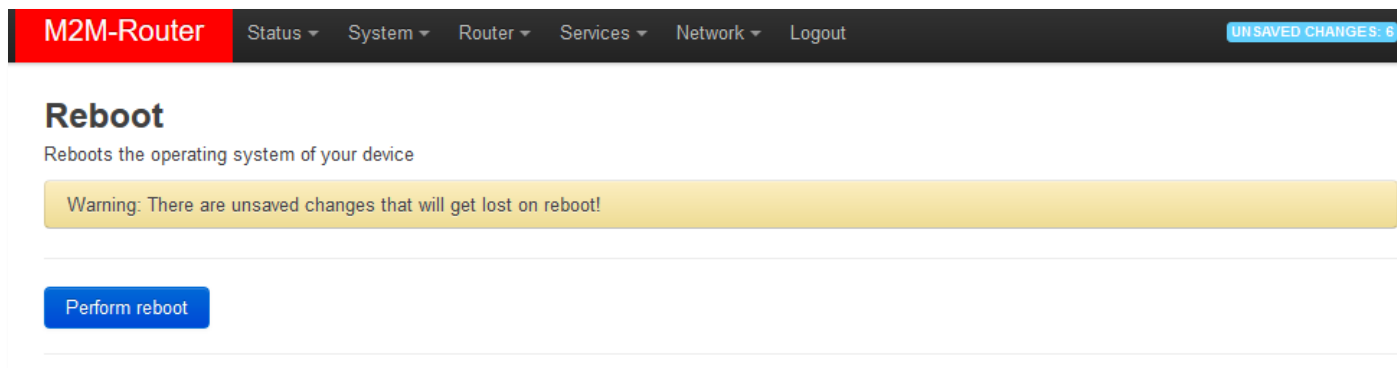 M2M-Router Status System Router Services Network Logout UNSAVED CHANGES: 6
Reboot
Reboots the operating system of your device
Warning: There are unsaved changes that will get lost on reboot!
Perform reboot